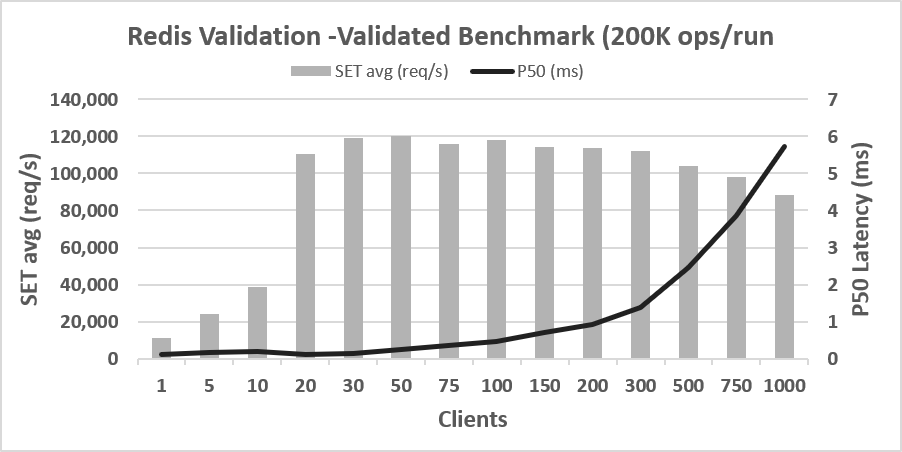 Redis Validation -Validated Benchmark (200K ops/run
SET avg (req/s)
P50 (ms)
140,000
120,000
100,000
80,000
60,000
40,000
20,000
0
SET avg (req/s)
7
6
5
4
3
2
1
0
P50 Latency (ms)
1 5 10 20 30 50 75 100 150 200 300 500 750 1000
Clients